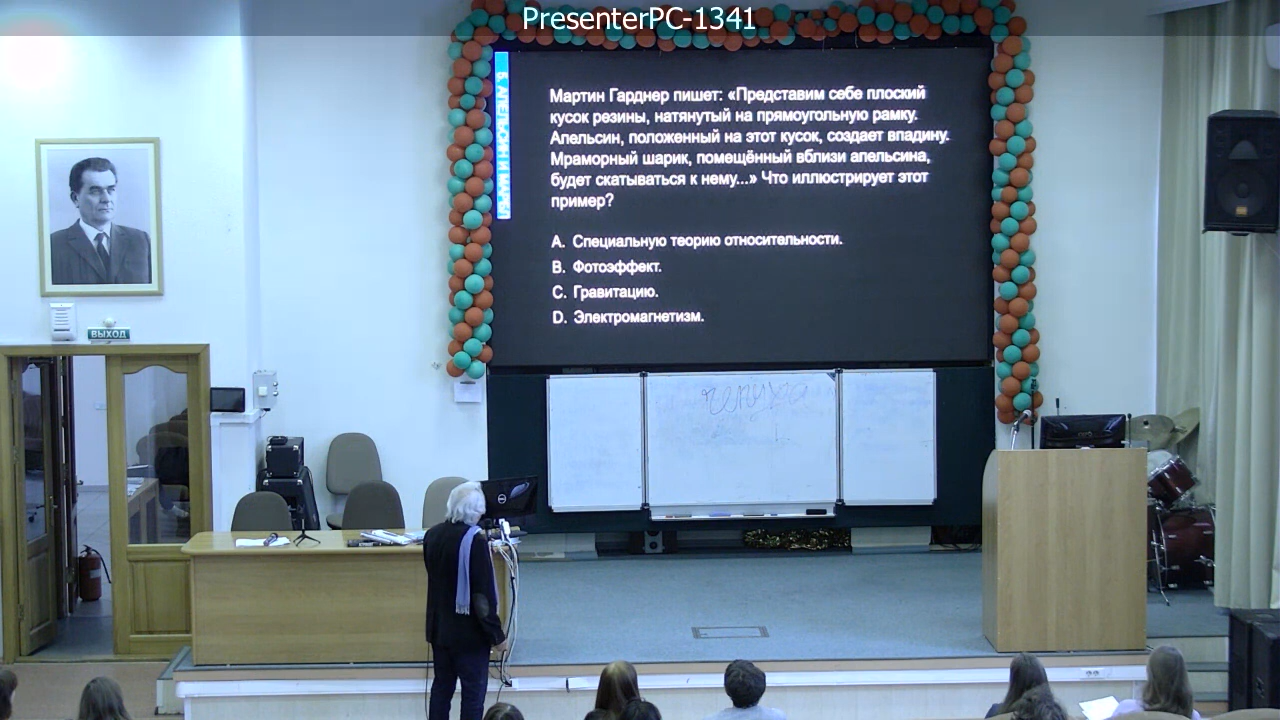 PresenterPC-1341
Мартин Гарднер пишет: «Представим себе плоский
кусок резины, натянутый на прямоугольную рамку.
Апельсин, положенный на этот кусок, создает впадину.
Мраморный шарик, помещённый вблизи апельсина,
будет скатываться к нему...» Что иллюстрирует этот
пример?
A. Специальную теорию относительности.
B. Фотоэффект.
C. Гравитацию.
D. Электромагнетизм.
ВЫХОД
ченуха